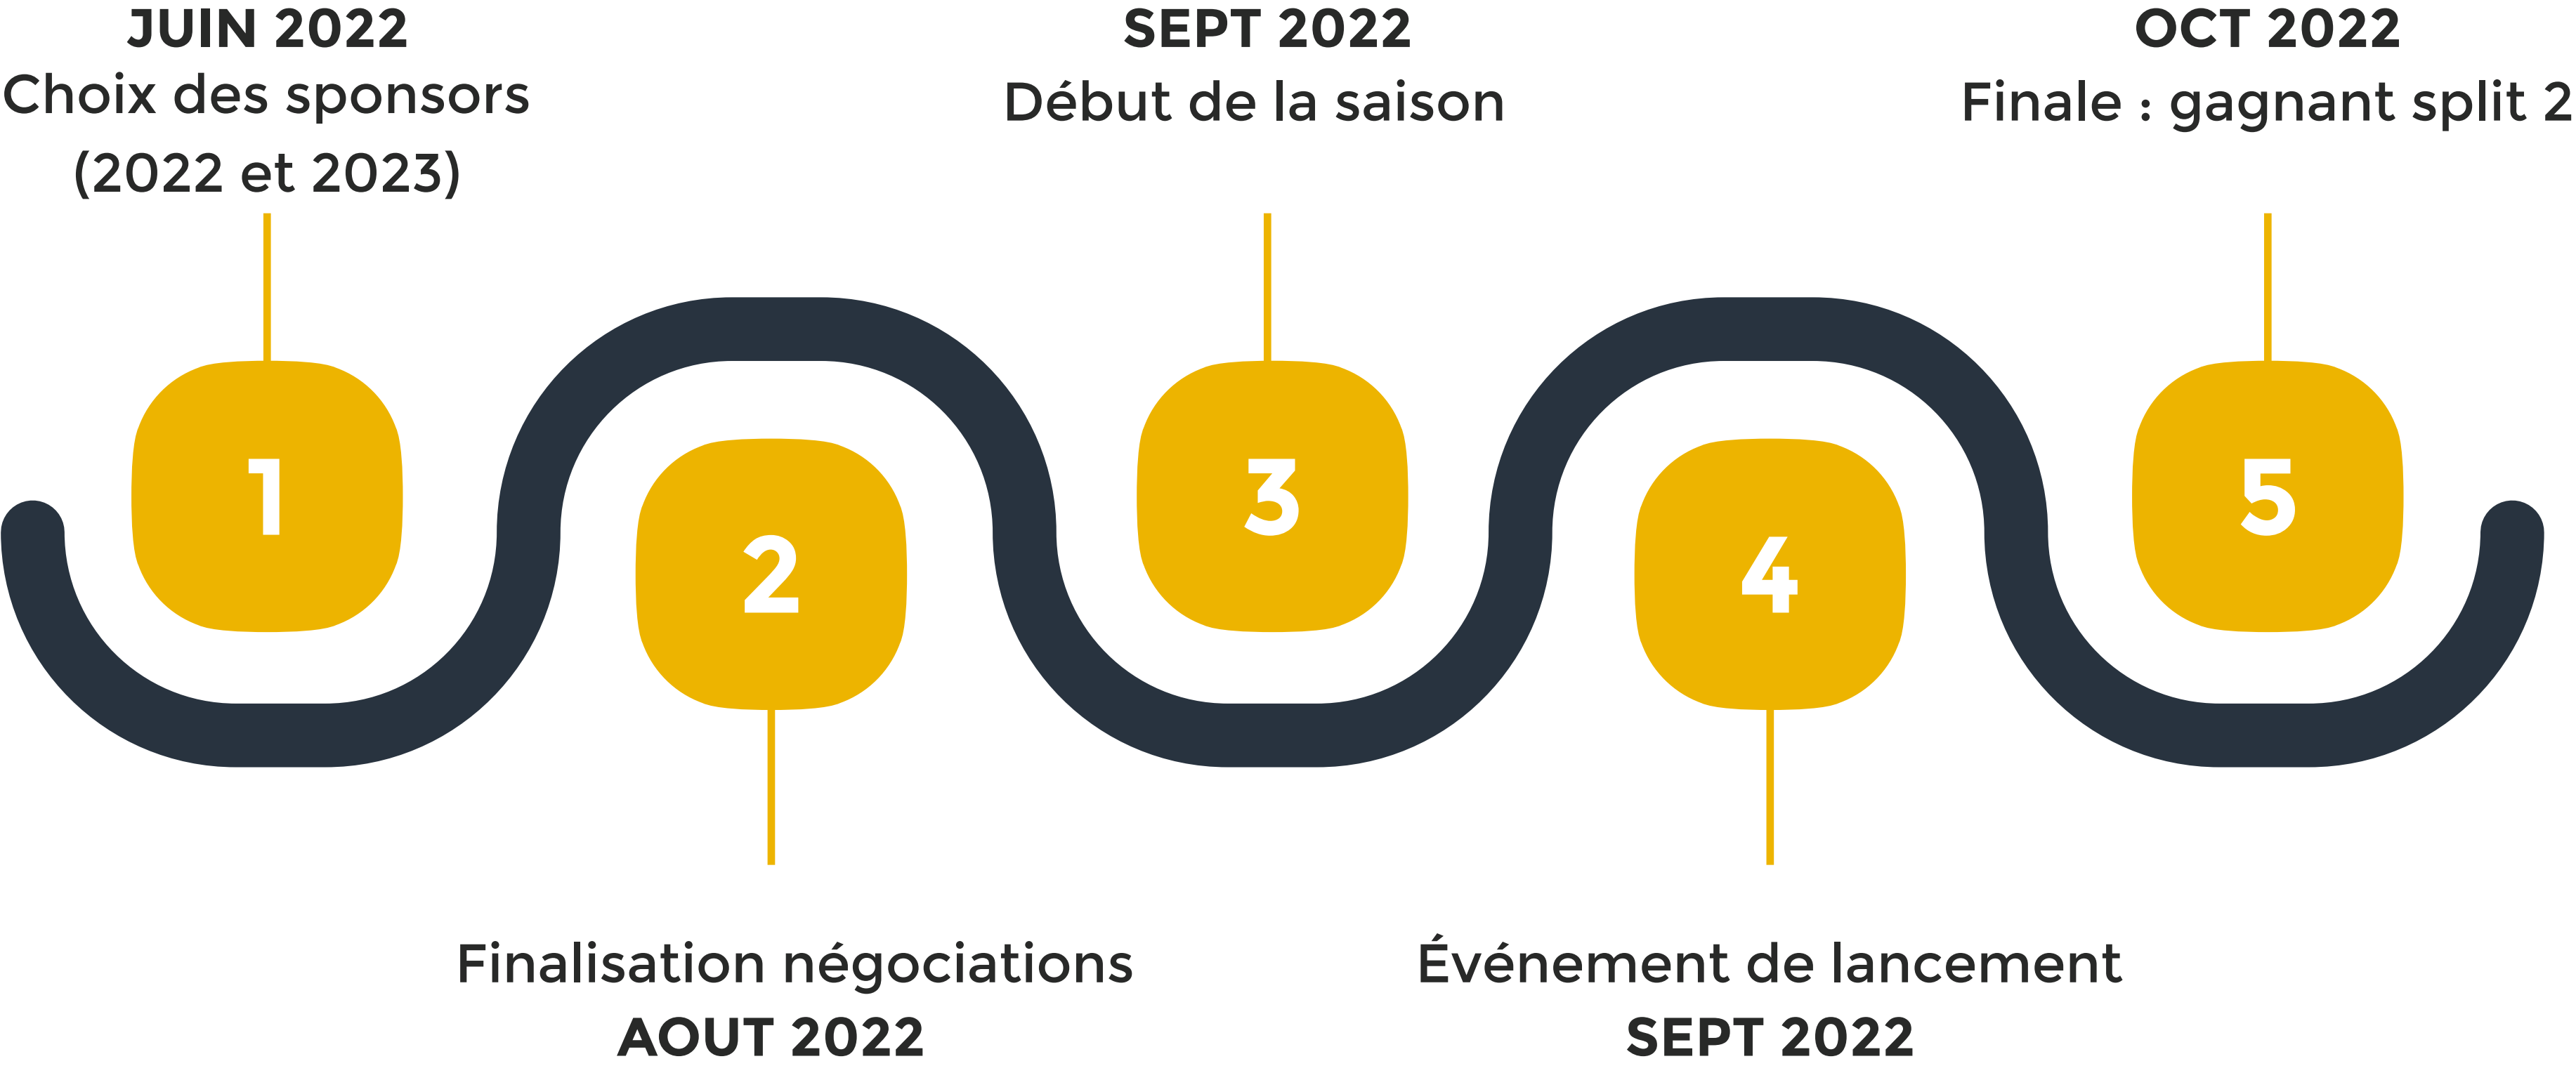 JUIN 2022
Choix des sponsors
(2022 et 2023)
1
Finalisation négociations
AOUT 2022
2
SEPT 2022
Début de la saison
3
Événement de lancement
SEPT 2022
4
OCT 2022
Finale : gagnant split 2
5